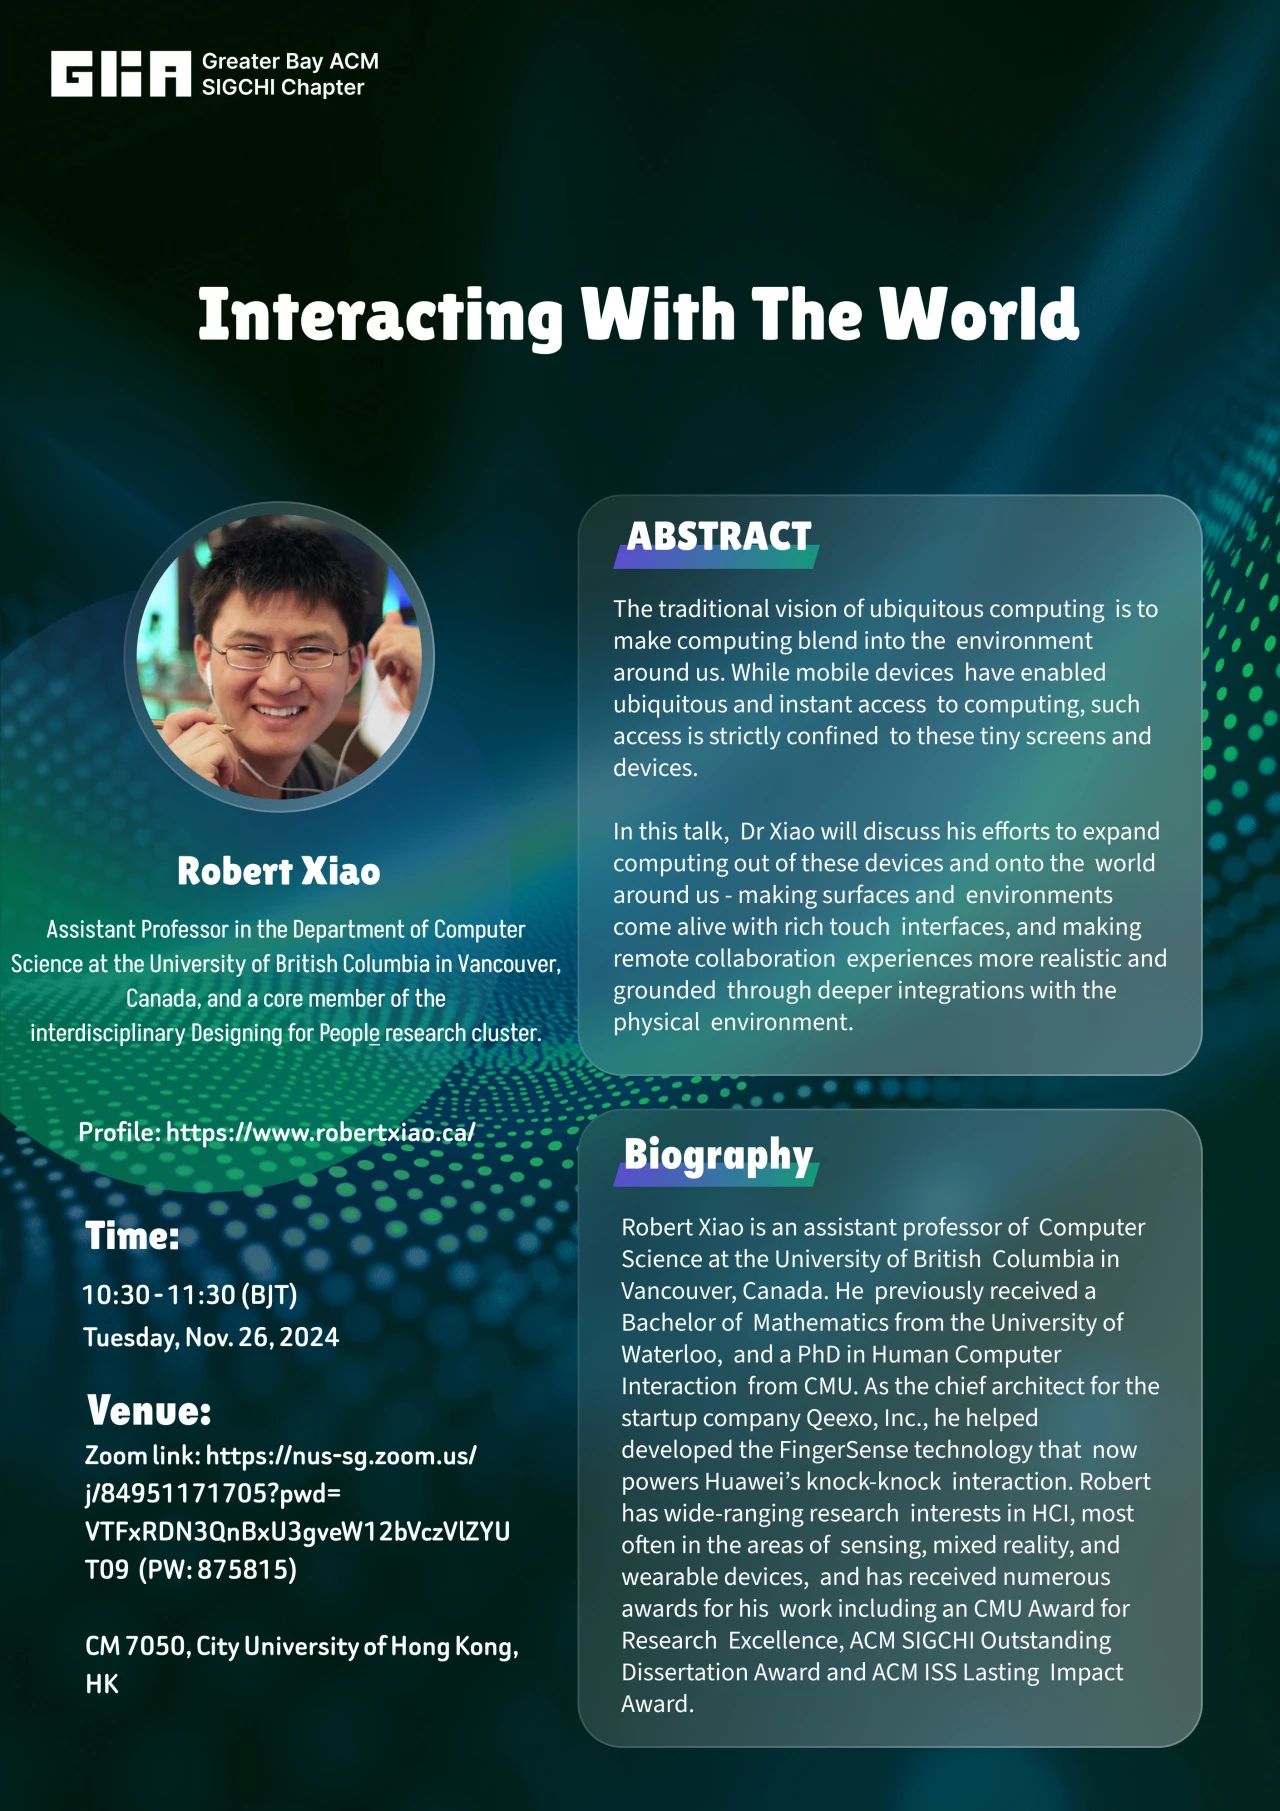 GliA
Greater Bay ACM
SIGCHI Chapter
Interacting With The World
Robert Xiao
Assistant Professor in the Department of Computer
Science at the University of British Columbia in Vancouver,
Canada, and a core member of the
interdisciplinary Designing for People research cluster.
Profile: https://www.robertxiao.ca/
Time:
10:30 - 11:30 (BJT)
Tuesday, Nov. 26, 2024
Venue:
Zoom link: https://nus-sg.zoom.us/
j/84951171705?pwd=
VTFxRDN3QnBxU3gveW12bVczVlZYU
T09 (PW: 875815)
CM 7050, City University of Hong Kong,
HK
ABSTRACT
The traditional vision of ubiquitous computing is to
make computing blend into the environment
around us. While mobile devices have enabled
ubiquitous and instant access to computing, such
access is strictly confined to these tiny screens and
devices.
In this talk, Dr Xiao will discuss his efforts to expand
computing out of these devices and onto the world
around us - making surfaces and environments
come alive with rich touch interfaces, and making
remote collaboration experiences more realistic and
grounded through deeper integrations with the
physical environment.
Biography
Robert Xiao is an assistant professor of Computer
Science at the University of British Columbia in
Vancouver, Canada. He previously received a
Bachelor of Mathematics from the University of
Waterloo, and a PhD in Human Computer
Interaction from CMU. As the chief architect for the
startup company Qeexo, Inc., he helped
developed the FingerSense technology that now
powers Huawei’s knock-knock interaction. Robert
has wide-ranging research interests in HCI, most
often in the areas of sensing, mixed reality, and
wearable devices, and has received numerous
awards for his work including an CMU Award for
Research Excellence, ACM SIGCHI Outstanding
Dissertation Award and ACM ISS Lasting Impact
Award.